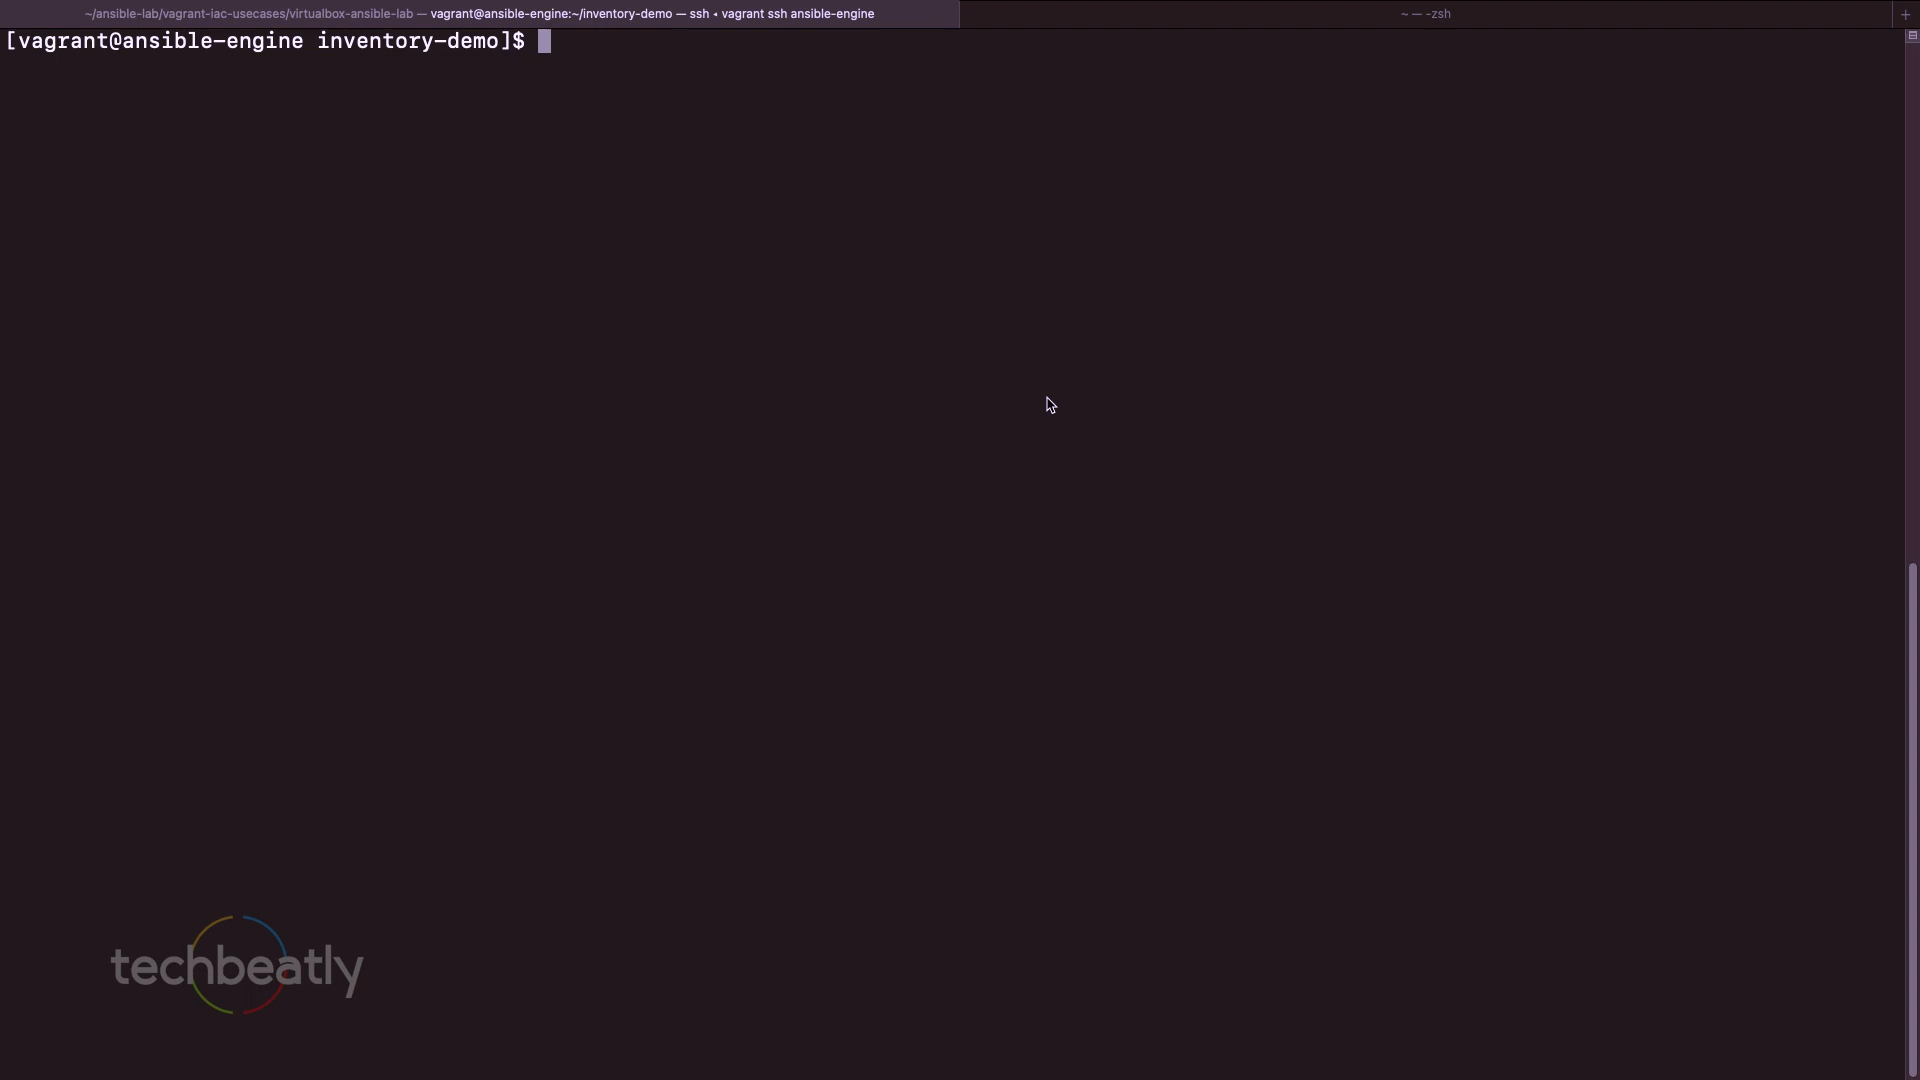 ~/ansible-lab/vagrant-iac-usecases/virtualbox-ansible-lab — vagrant@ansible-engine:~/inventory-demo — ssh ◂ vagrant ssh ansible-engine
~ — -zsh
+
[vagrant@ansible-engine inventory-demo]$
techbeatly